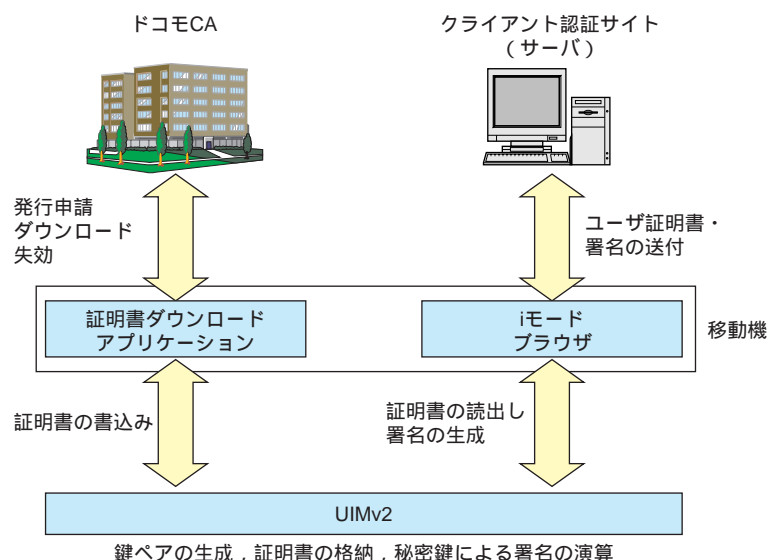 ドコモCA
クライアント認証サイト
（サーバ）
発行申請
ダウンロード
失効
ユーザ証明書・
署名の送付
証明書ダウンロード
アプリケーション
iモード
ブラウザ
移動機
証明書の書込み
証明書の読出し
署名の生成
UIMv2
鍵ペアの生成，証明書の格納，秘密鍵による署名の演算